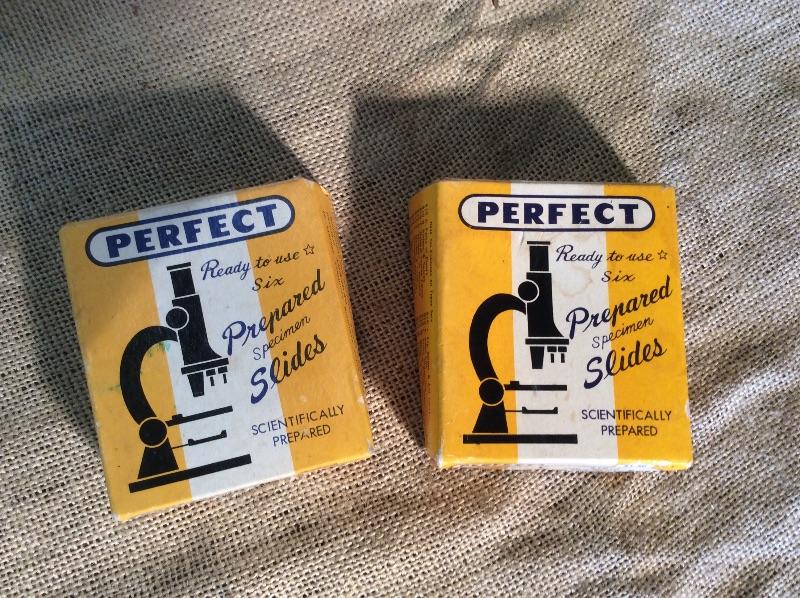 PERFECT
Ready to use
Six
Prepared
Specimen
Slides
SCIENTIFICALLY
PREPARED
PERFECT
Ready to use
Six
Prepared
Specimen
Slides
SCIENTIFICALLY
PREPARED